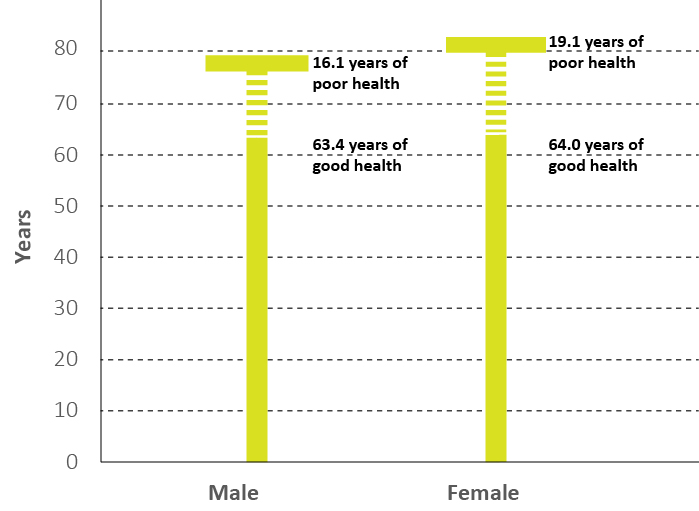 80
70
60
50
40
30
20
10
0
Years
16.1 years of
poor health
63.4 years of
good health
19.1 years of
poor health
64.0 years of
good health
Male
Female